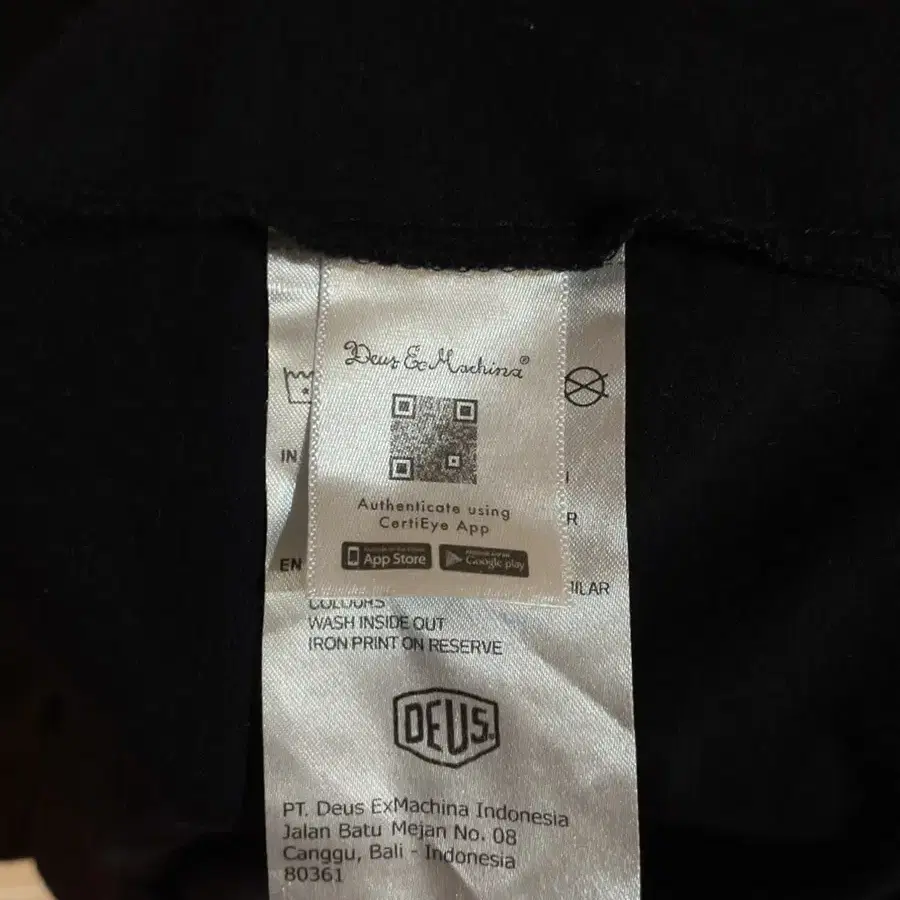 Deus Ex Machina®
IN
Authenticate using
CertiEye App
App Store
Google play
R
EN
ILAR
COLOURS
WASH INSIDE OUT
IRON PRINT ON RESERVE
DEUS
PT. Deus ExMachina Indonesia
Jalan Batu Mejan No. 08
Canggu, Bali - Indonesia
80361